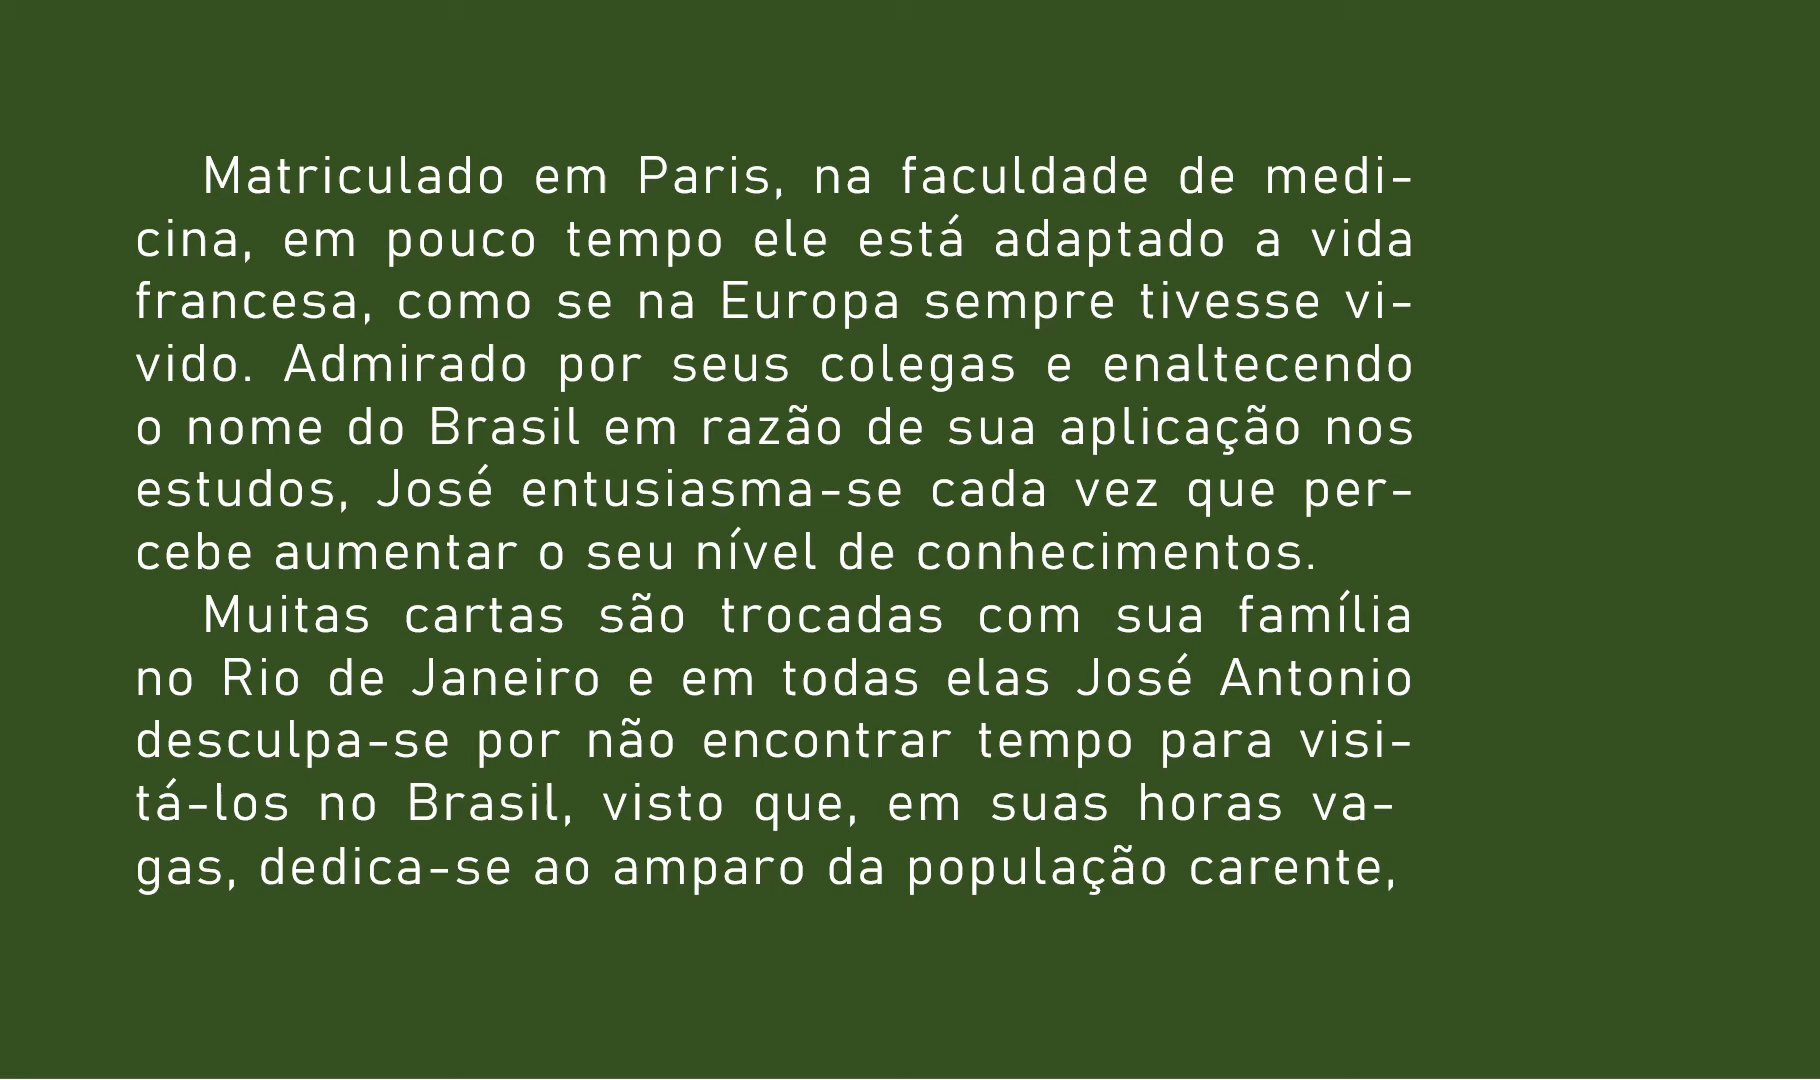 Matriculado em Paris, na faculdade de medi-
cina, em pouco tempo ele está adaptado a vida
francesa, como se na Europa sempre tivesse vi-
vido. Admirado por seus colegas e enaltecendo
o nome do Brasil em razão de sua aplicação nos
estudos, José entusiasma-se cada vez que per-
cebe aumentar o seu nível de conhecimentos.
Muitas cartas são trocadas com sua família
no Rio de Janeiro e em todas elas José Antonio
desculpa-se por não encontrar tempo para visi-
tá-los no Brasil, visto que, em suas horas va-
gas, dedica-se ao amparo da população carente,